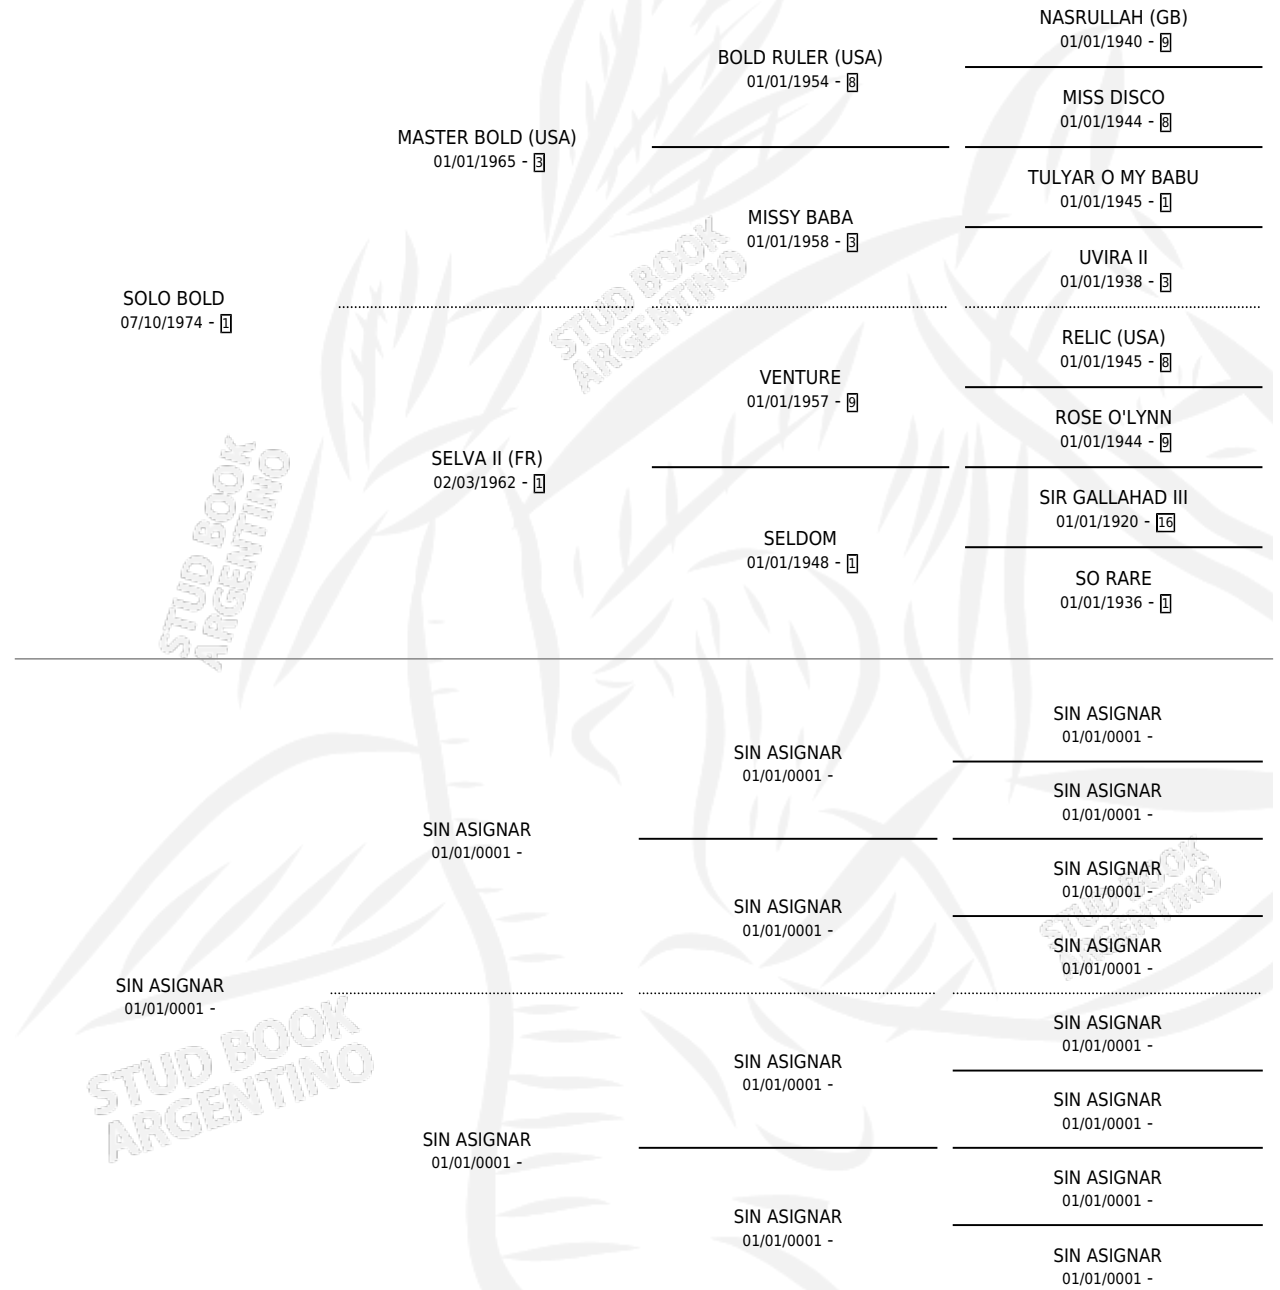 NASRULLAH (GB)
01/01/1940 - 9
BOLD RULER (USA)
01/01/1954 - 8
MISS DISCO
01/01/1944 - 8
MASTER BOLD (USA)
01/01/1965 - 3
TULYAR O MY BABU
01/01/1945 - 1
MISSY BABA
01/01/1958 - 3
UVIRA II
01/01/1938 - 3
SOLO BOLD
07/10/1974 - 1
RELIC (USA)
01/01/1945 - 8
VENTURE
01/01/1957 - 9
ROSE O'LYNN
01/01/1944 - 9
SELVA II (FR)
02/03/1962 - 1
SIR GALLAHAD III
01/01/1920 - 16
SELDOM
01/01/1948 - 1
SO RARE
01/01/1936 - 1
STUD BOOK
ARGENTINO
STUD BOOK
ARGENTINO
SIN ASIGNAR
01/01/0001 -
SIN ASIGNAR
01/01/0001 -
SIN ASIGNAR
01/01/0001 -
SIN ASIGNAR
01/01/0001 -
SIN ASIGNAR
01/01/0001 -
SIN ASIGNAR
01/01/0001 -
SIN ASIGNAR
01/01/0001 -
SIN ASIGNAR
01/01/0001 -
SIN ASIGNAR
01/01/0001 -
SIN ASIGNAR
01/01/0001 -
SIN ASIGNAR
01/01/0001 -
SIN ASIGNAR
01/01/0001 -
SIN ASIGNAR
01/01/0001 -
SIN ASIGNAR
01/01/0001 -
SIN ASIGNAR
01/01/0001 -
STUD BOOK
ARGENTINO
STUD BOOK
ARGENTINO